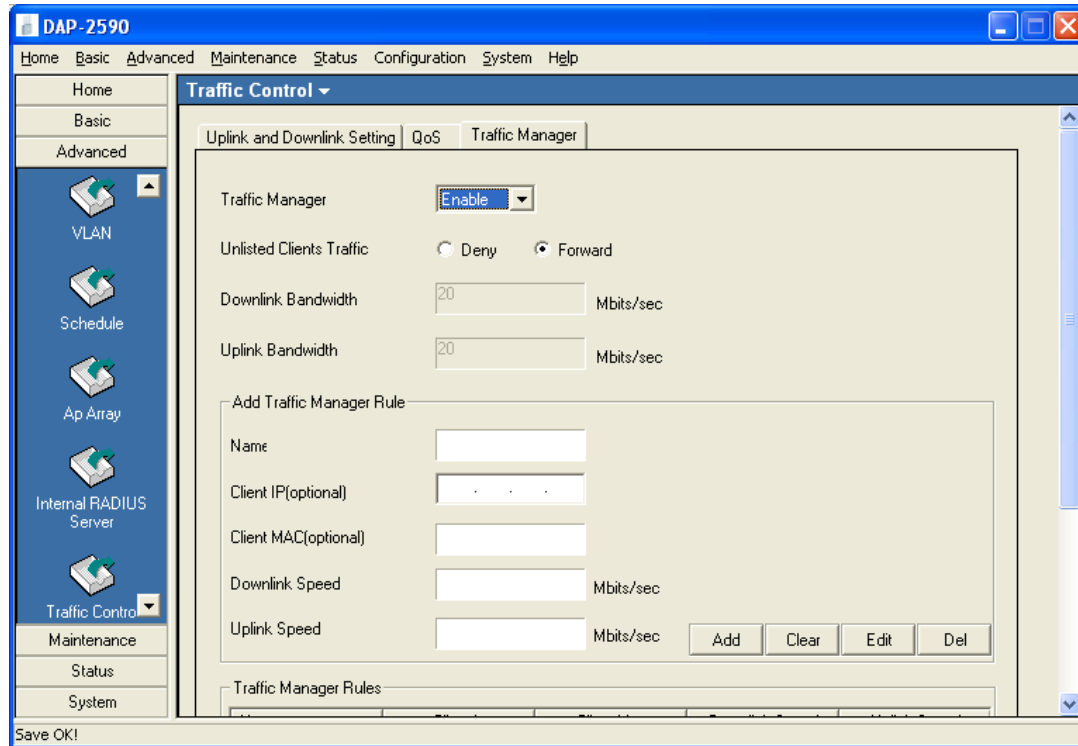 DAP-2590
Home Basic Advanced Maintenance Status Configuration System Help
Home
Basic
Advanced
VLAN
Schedule
Ap Array
Internal RADIUS
Server
Traffic Contro
Maintenance
Status
System
Traffic Control
Uplink and Downlink Setting QoS Traffic Manager
Traffic Manager Enable
Unlisted Clients Traffic Deny Forward
Downlink Bandwidth 20 Mbits/sec
Uplink Bandwidth 20 Mbits/sec
Add Traffic Manager Rule
Name
Client IP(optional) . . .
Client MAC(optional)
Downlink Speed Mbits/sec
Uplink Speed Mbits/sec Add Clear Edit Del
Traffic Manager Rules
Save OK!